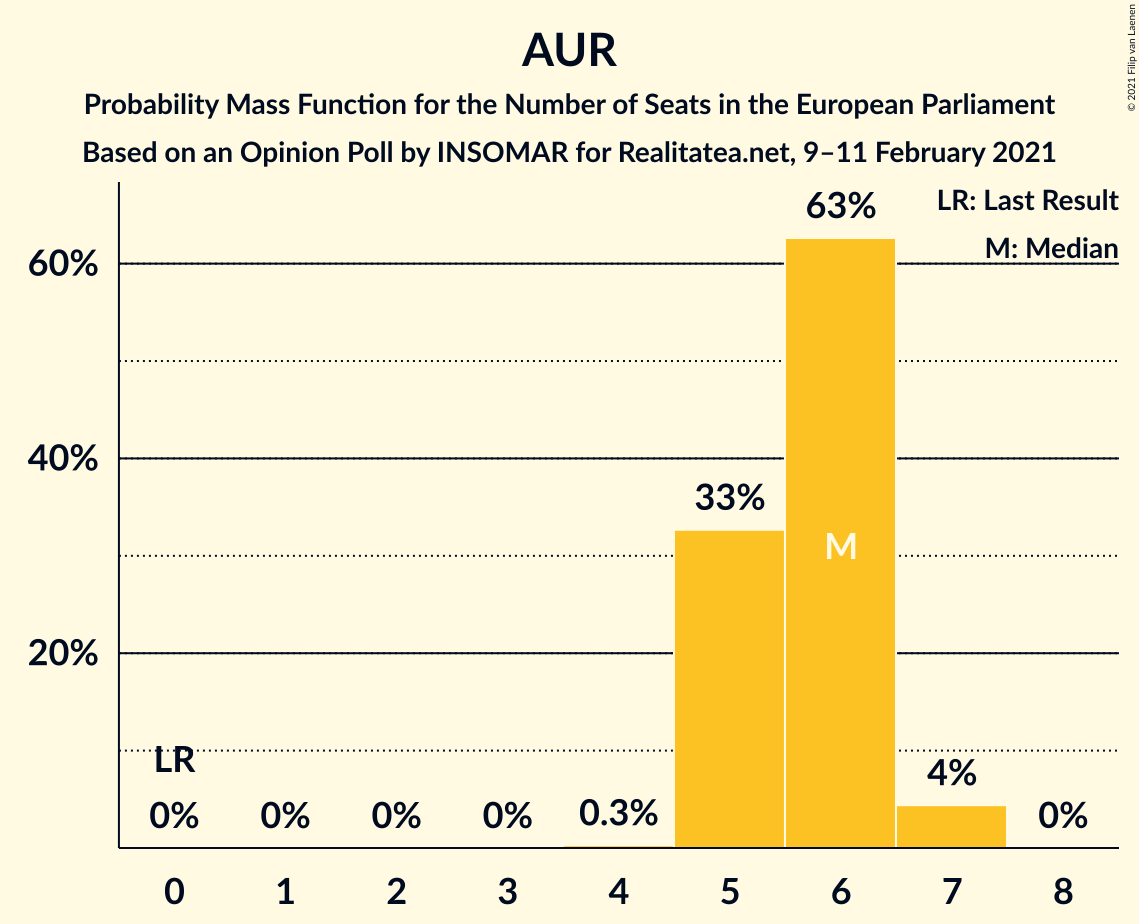 AUR
Probability Mass Function for the Number of Seats in the European Parliament
Based on an Opinion Poll by INSOMAR for Realitatea.net, 9–11 February 2021
© 2021 Filip van Laenen
LR: Last Result
M: Median
60%
40%
20%
63%
33%
M
LR
4%
0%
0%
0%
0%
0.3%
0%
0
1
2
3
4
5
6
7
8